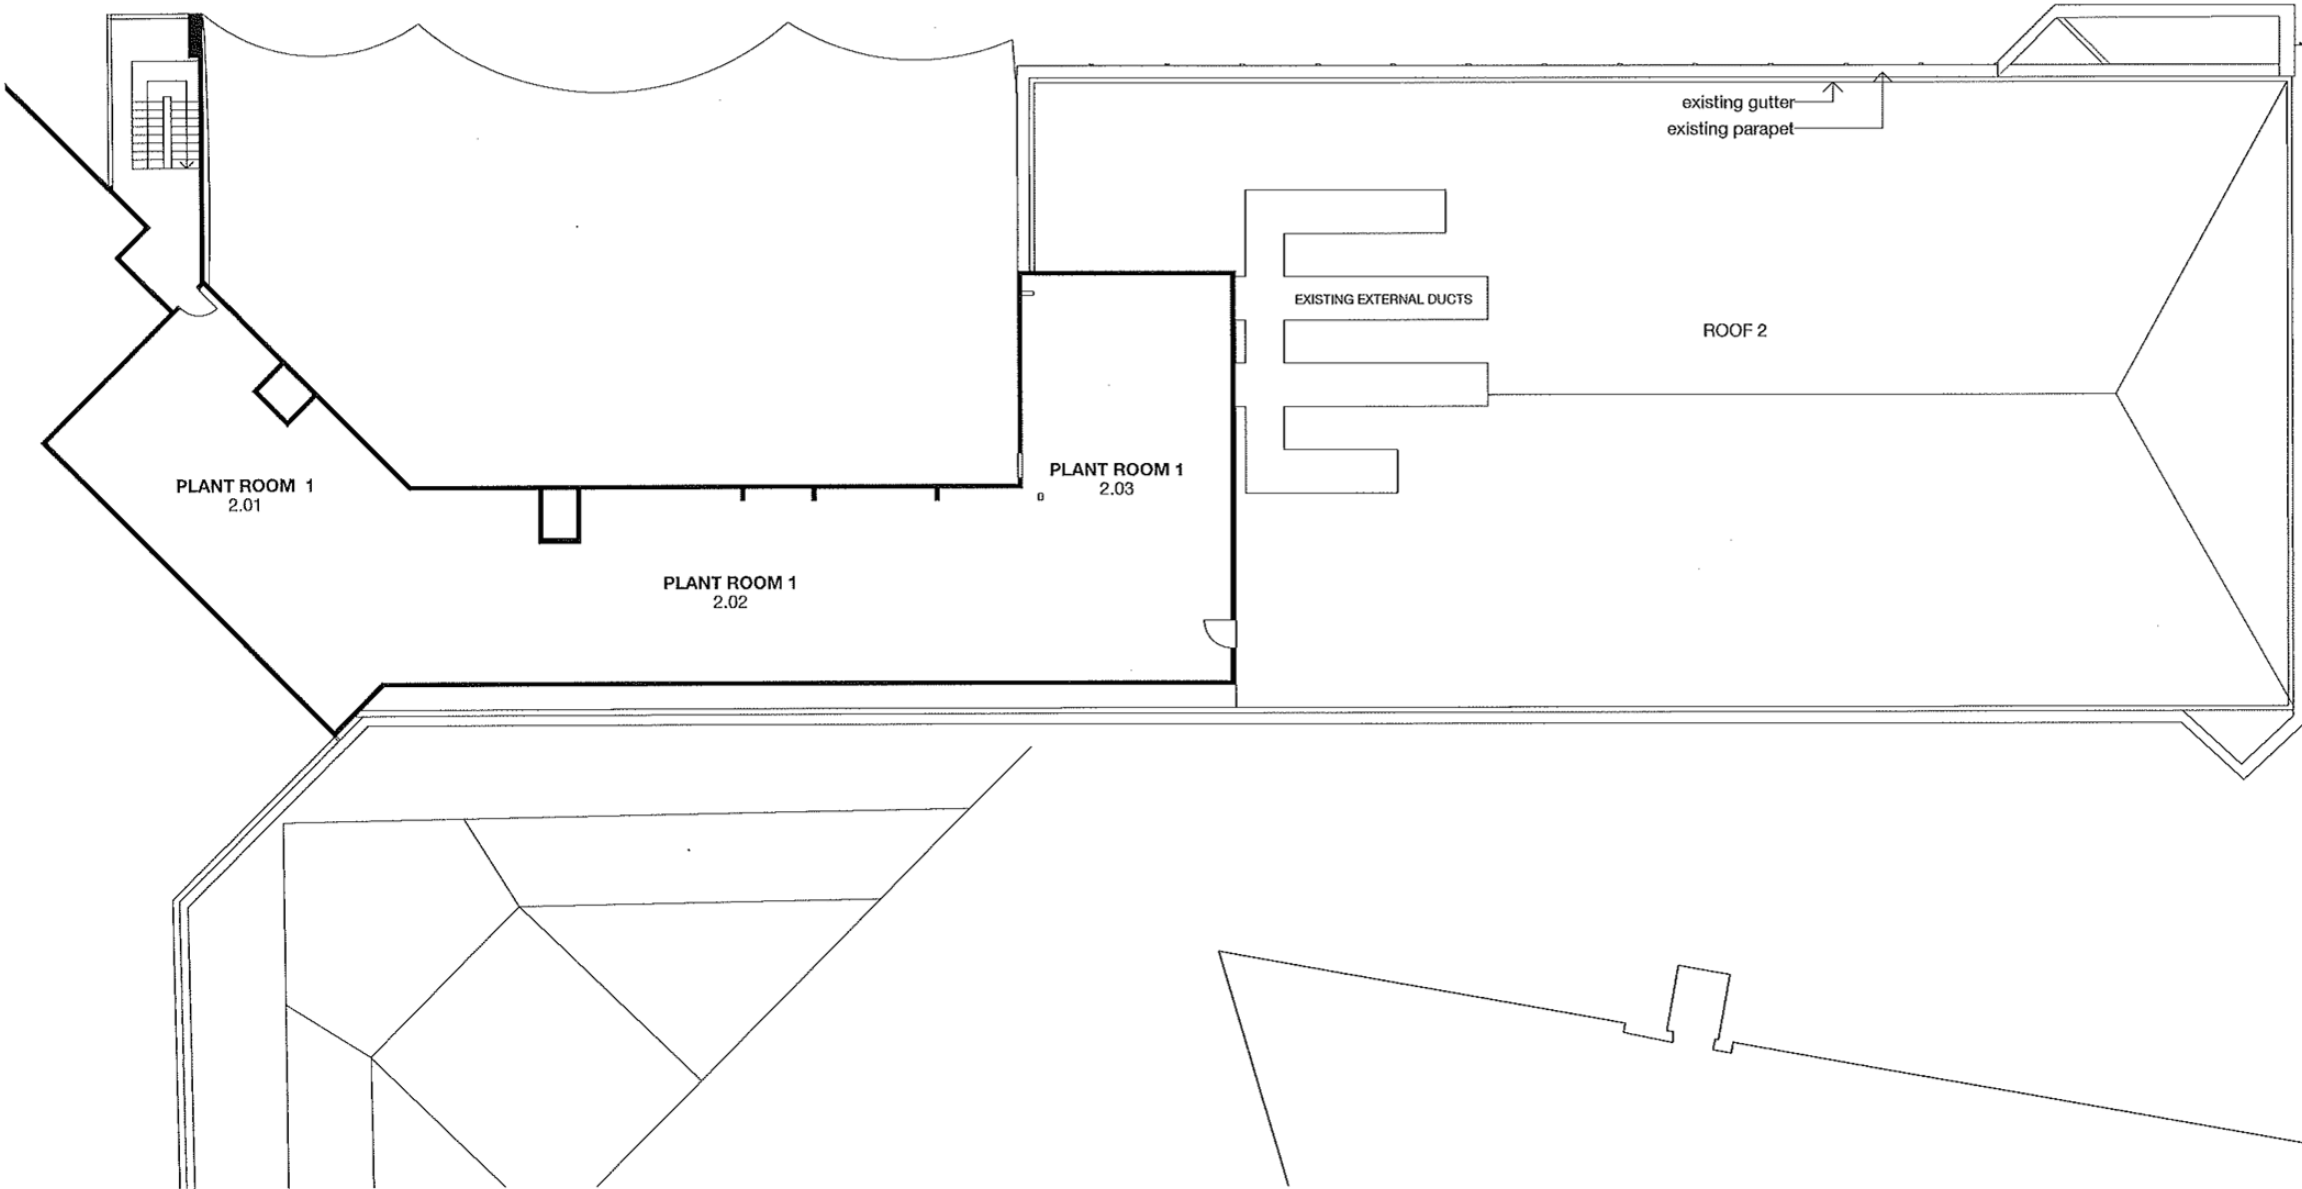 existing gutter
existing parapet
EXISTING EXTERNAL DUCTS
ROOF 2
PLANT ROOM 1
2.03
PLANT ROOM 1
2.01
PLANT ROOM 1
2.02